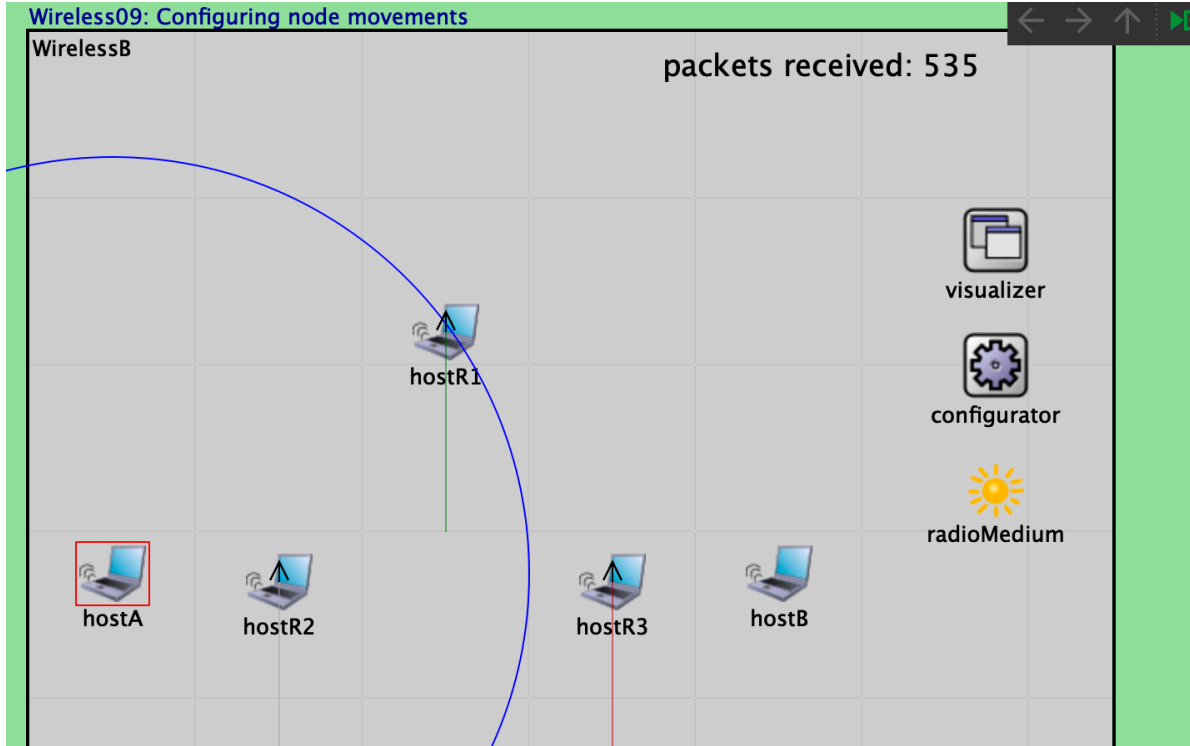 Wireless09: Configuring node movements
WirelessB
packets received: 535
visualizer
hostR1
configurator
radioMedium
hostA
hostR2
hostR3
hostB